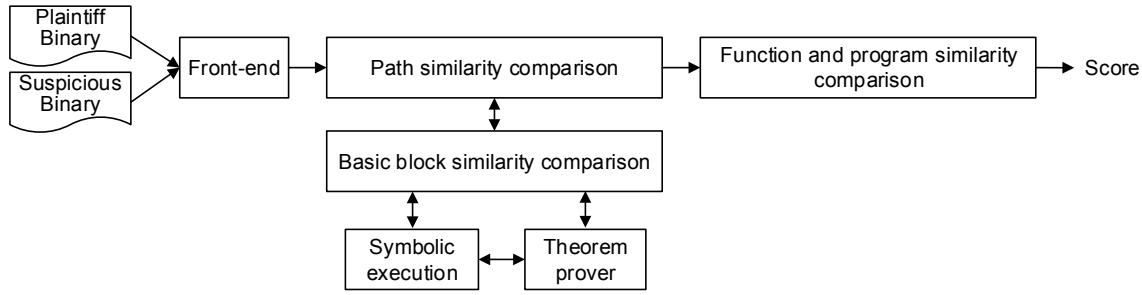 Plaintiff
Binary
Suspicious
Binary
Front-end
Path similarity comparison
Function and program similarity
comparison
Score
Basic block similarity comparison
Symbolic
execution
Theorem
prover